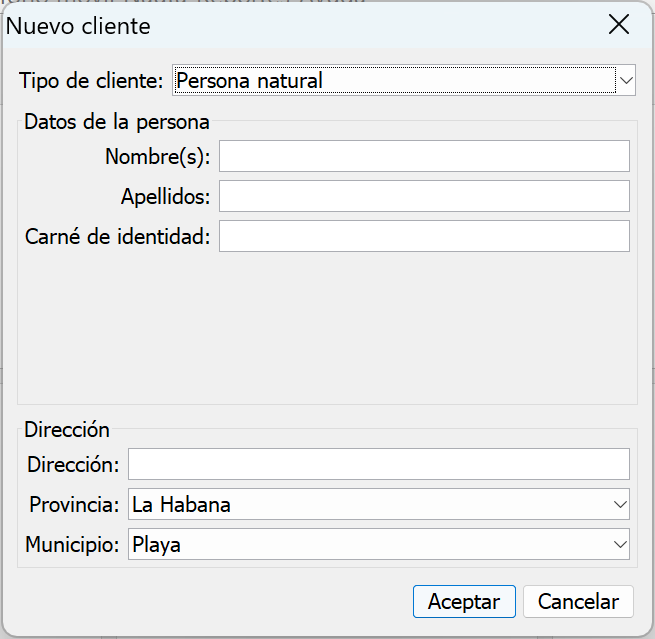 Nuevo cliente
Tipo de cliente: Persona natural
Datos de la persona
Nombre(s):
Apellidos:
Carné de identidad:
Dirección
Dirección:
Provincia: La Habana
Municipio: Playa
Aceptar Cancelar